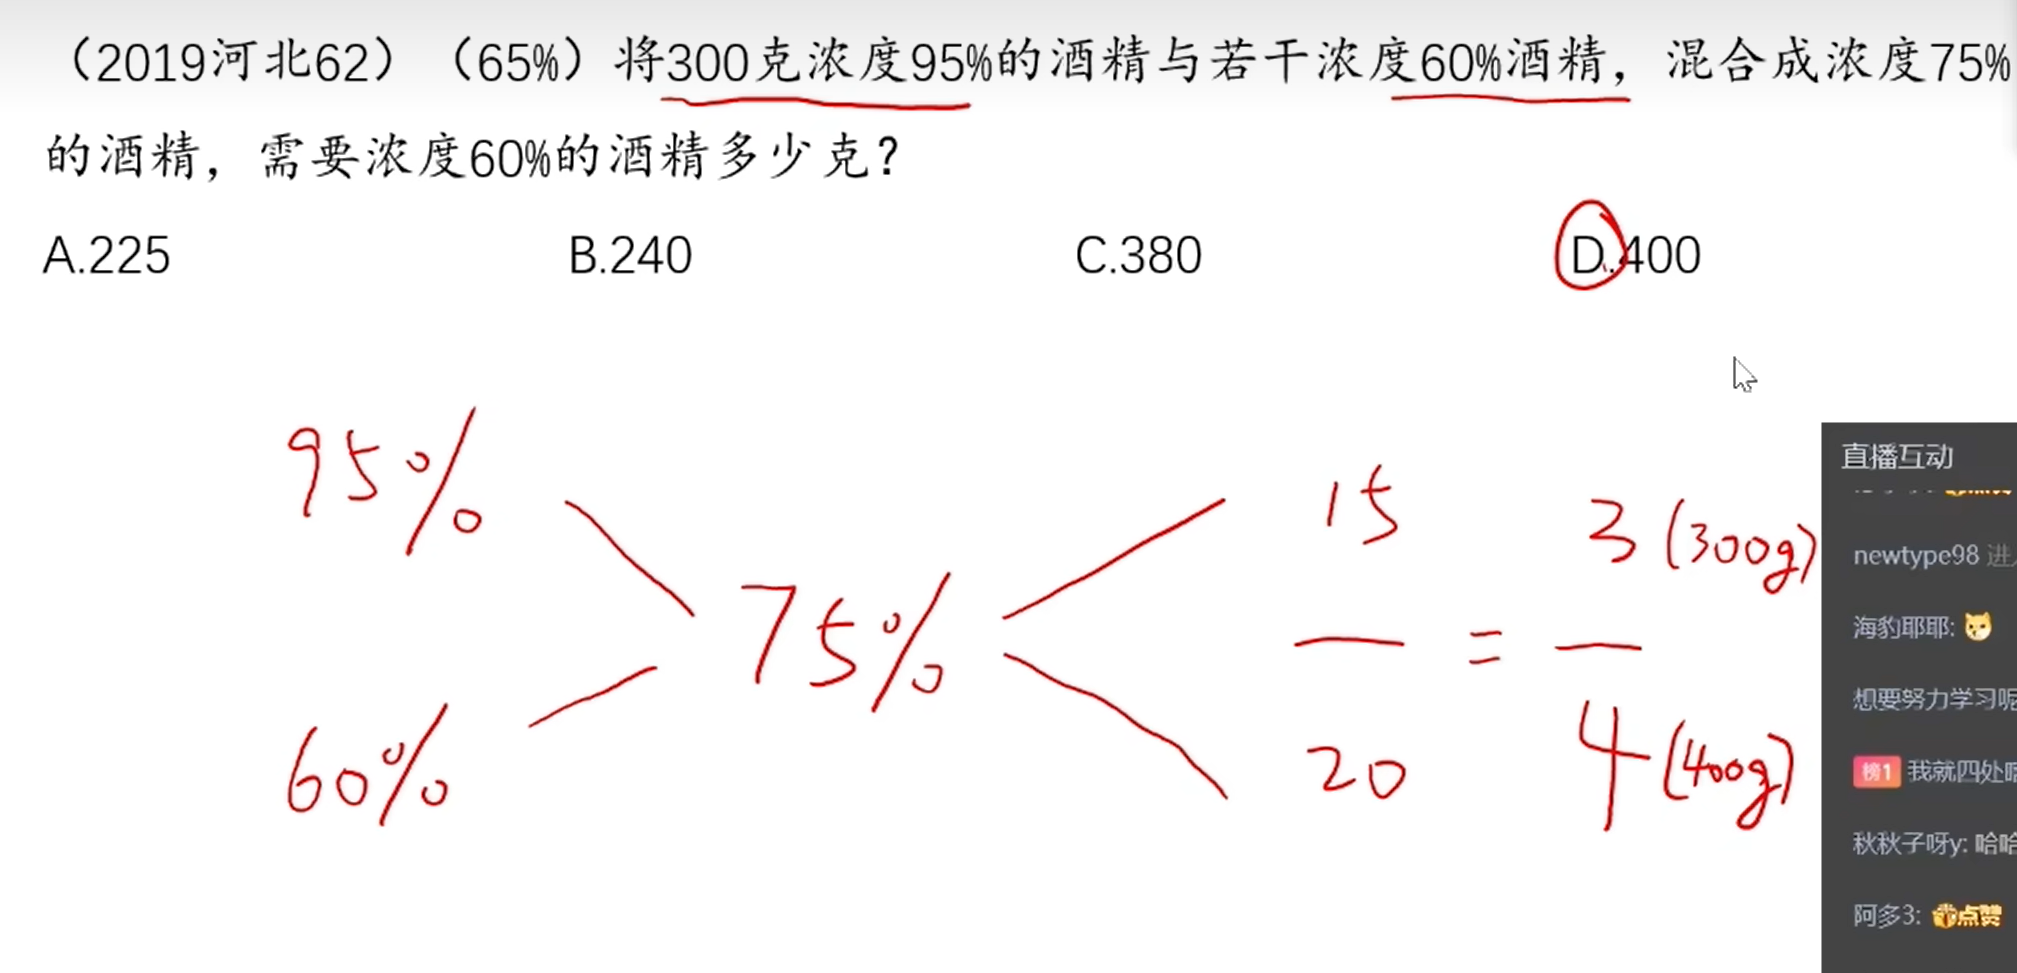 (2019河北62)(65%)将300克浓度95%的酒精与若干浓度60%酒精，混合成浓度75%
的酒精，需要浓度60%的酒精多少克？
A.225 B.240 C.380 D.400
95% 15 3(300g)
75% =
60% 20 4(400g)
直播互动
newtype98 进
海豹耶耶:
想要努力学习呢
榜1 我就四处
秋秋子呀y: 哈哈
阿多3: 点赞